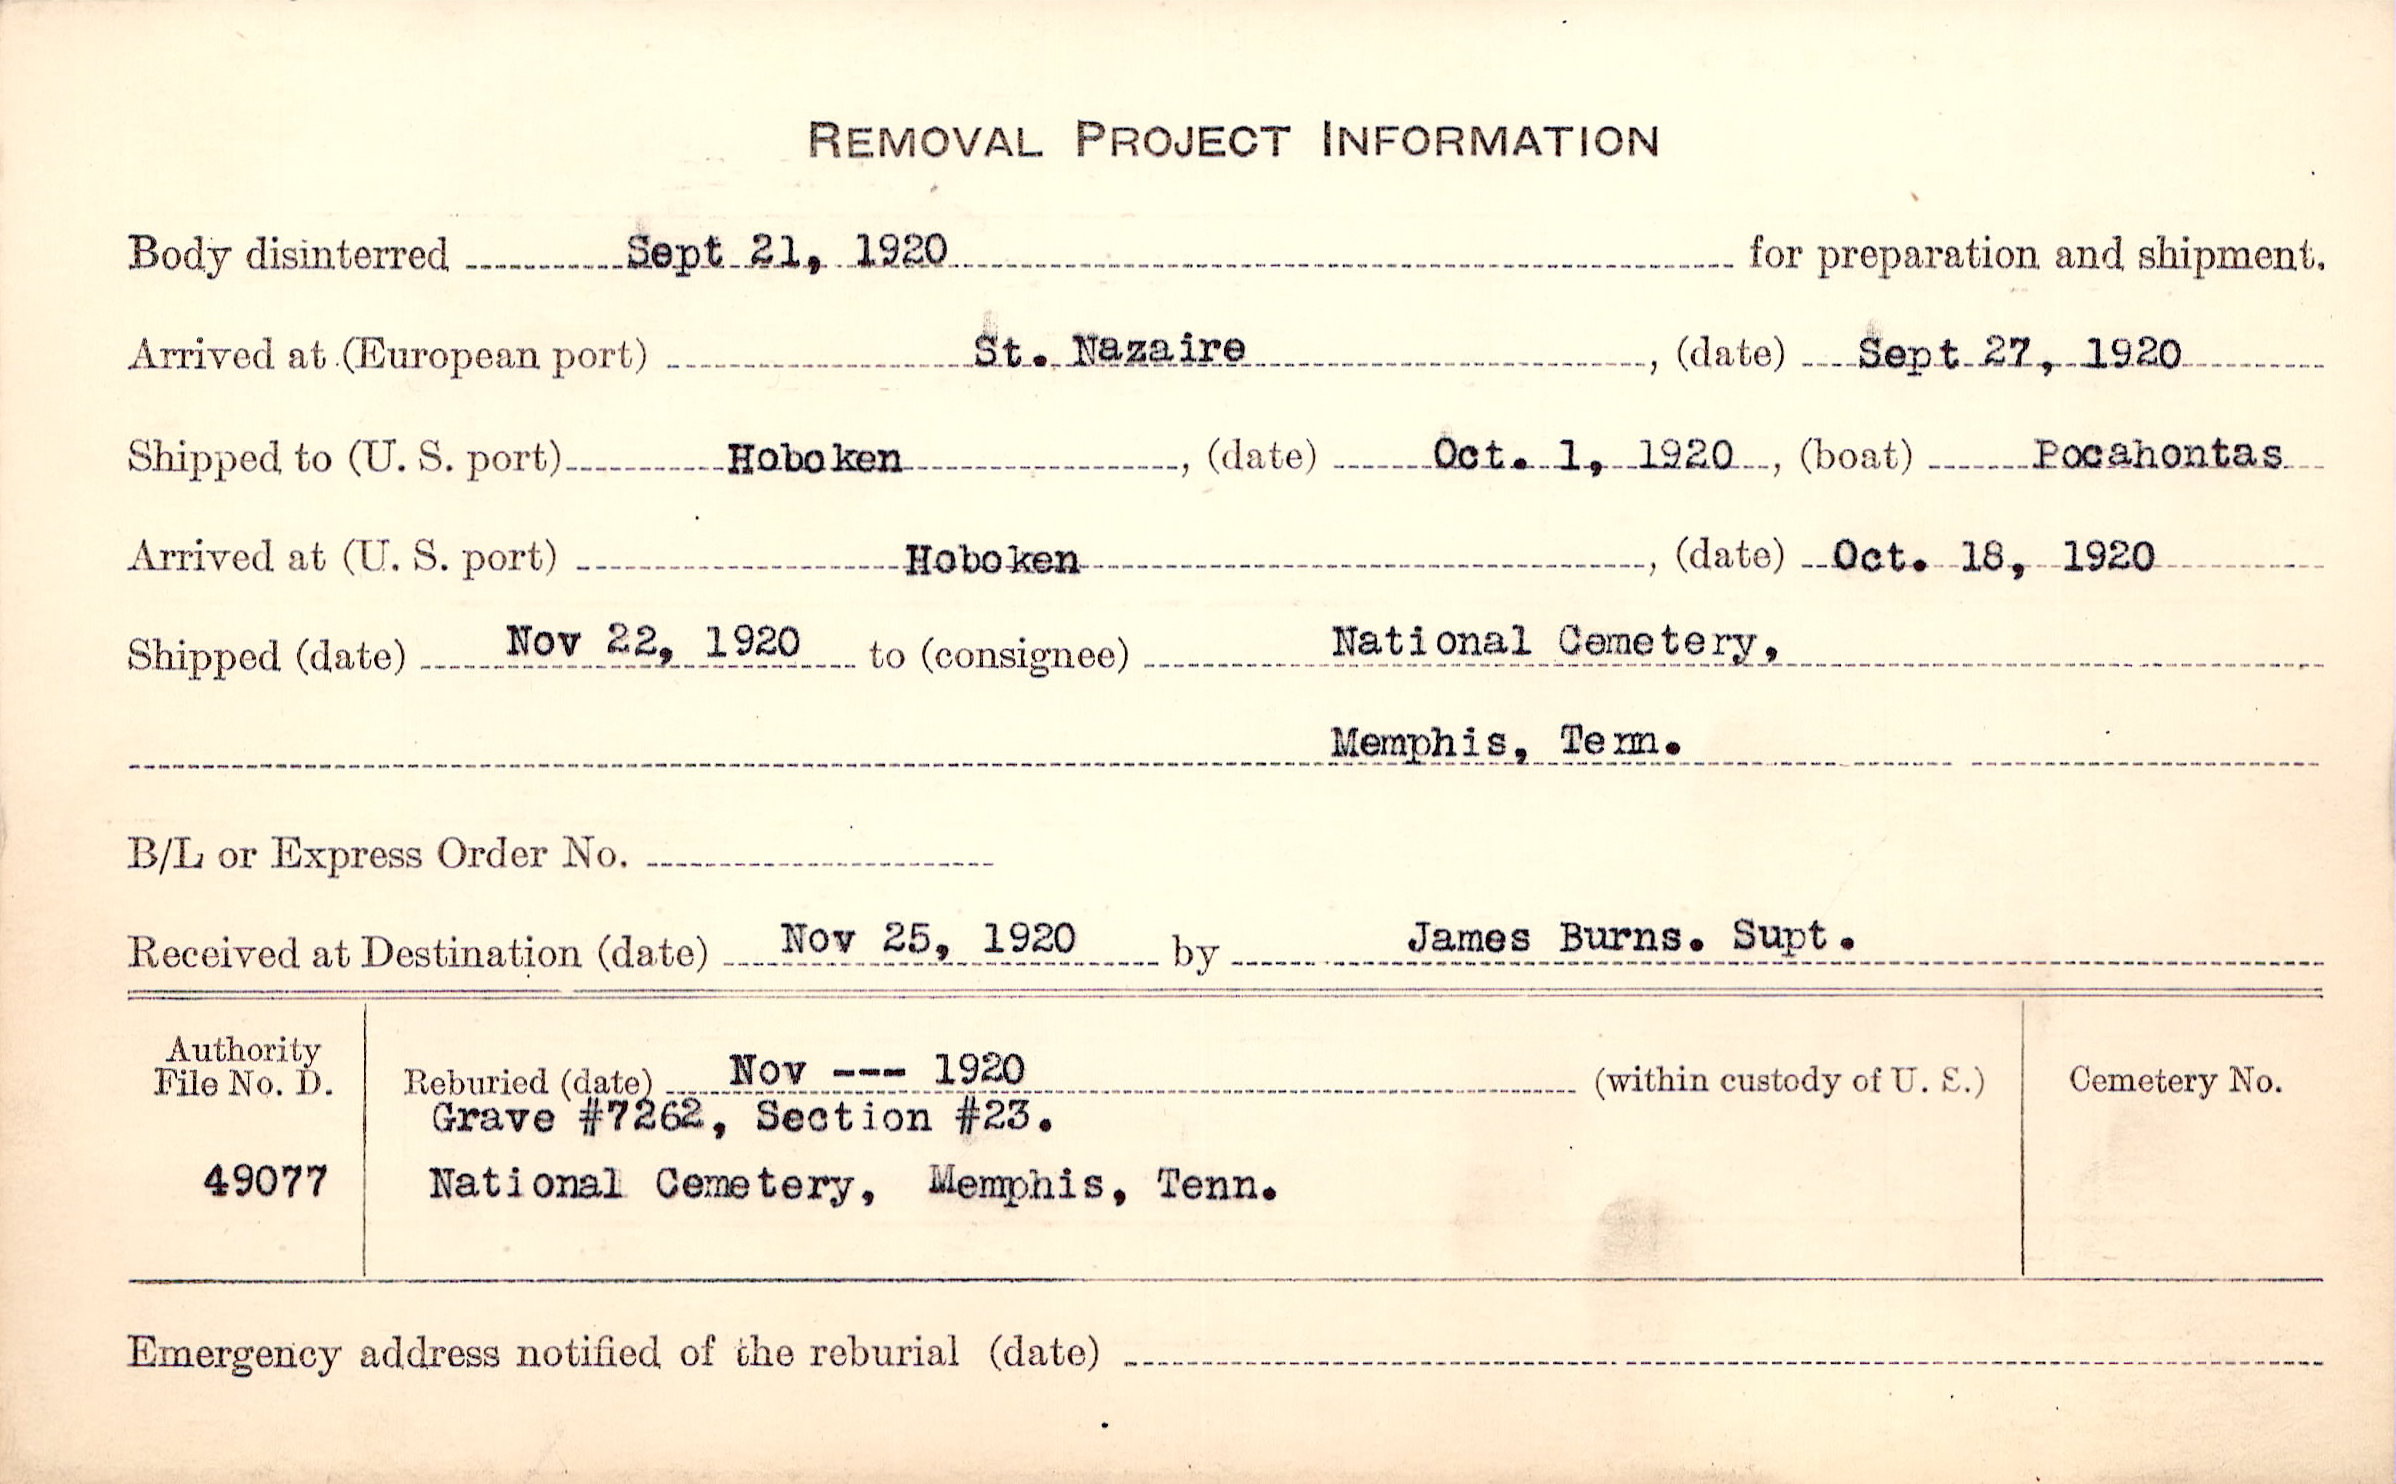 REMOVAL PROJECT INFORMATION
Body disinterred Sept 21, 1920 for preparation and shipment.
Arrived at (European port) St. Nazaire, (date) Sept 27, 1920
Shipped to (U. S. port) Hoboken, (date) Oct. 1, 1920, (boat) Pocahontas
Arrived at (U. S. port) Hoboken, (date) Oct. 18, 1920
Shipped (date) Nov 22, 1920 to (consignee) National Cemetery,
Memphis, Tenn.
B/L or Express Order No.
Received at Destination (date) Nov 25, 1920 by James Burns. Supt.
Authority
File No. D.
49077
Reburied (date) Nov --- 1920 (within custody of U. S.)
Grave #7262, Section #23.
National Cemetery, Memphis, Tenn.
Cemetery No.
Emergency address notified of the reburial (date)